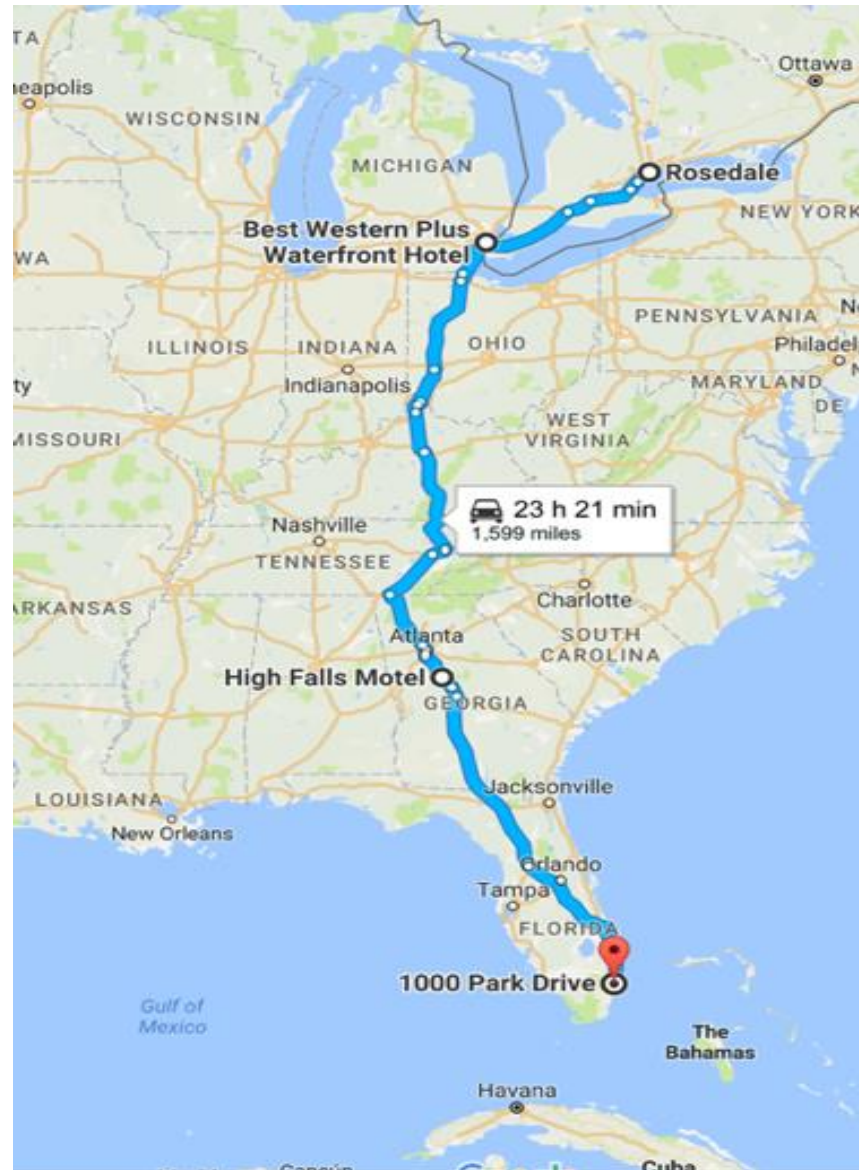 TA
Ottawa
neapolis
WISCONSIN
MICHIGAN
Rosedale
NEW YORK
Best Western Plus
Waterfront Hotel
WA
PENNSYLVANIA
N
ILLINOIS
INDIANA
OHIO
Philadel
N
ity
Indianapolis
MARYLAND
DE
MISSOURI
WEST
VIRGINIA
23 h 21 min
1,599 miles
Nashville
TENNESSEE
ARKANSAS
Charlotte
Atlanta
SOUTH
CAROLINA
High Falls Motel
GEORGIA
Jacksonville
LOUISIANA
New Orleans
Orlando
Tampa
FLORIDA
1000 Park Drive
Gulf of
Mexico
The
Bahamas
Havana
Cuba